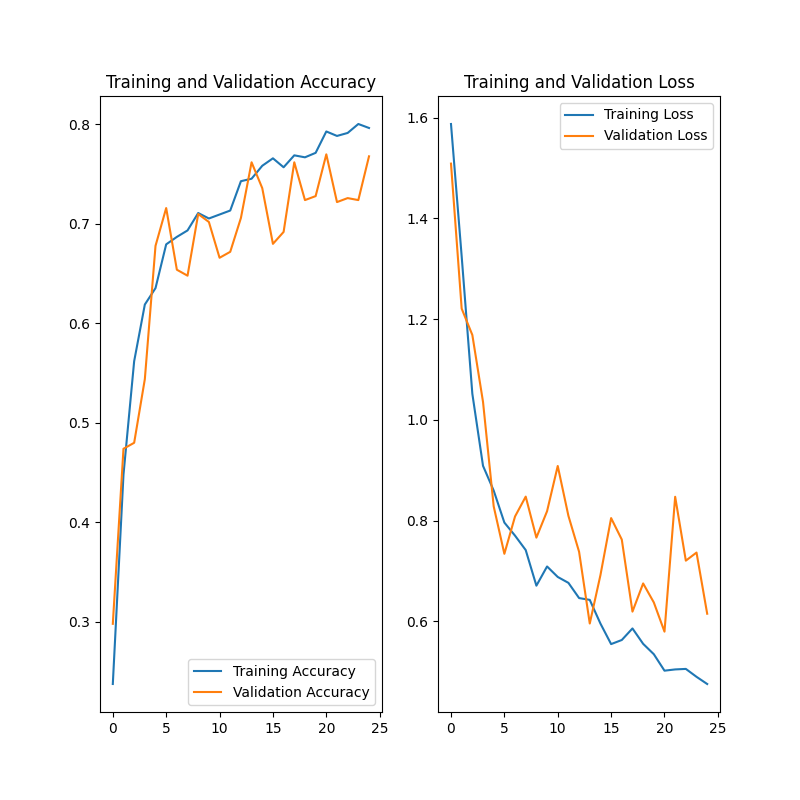 Training and Validation Accuracy
0.8
0.7
0.6
0.5
0.4
0.3
0 5 10 15 20 25
Training Accuracy
Validation Accuracy
Training and Validation Loss
1.6
1.4
1.2
1.0
0.8
0.6
0 5 10 15 20 25
Training Loss
Validation Loss